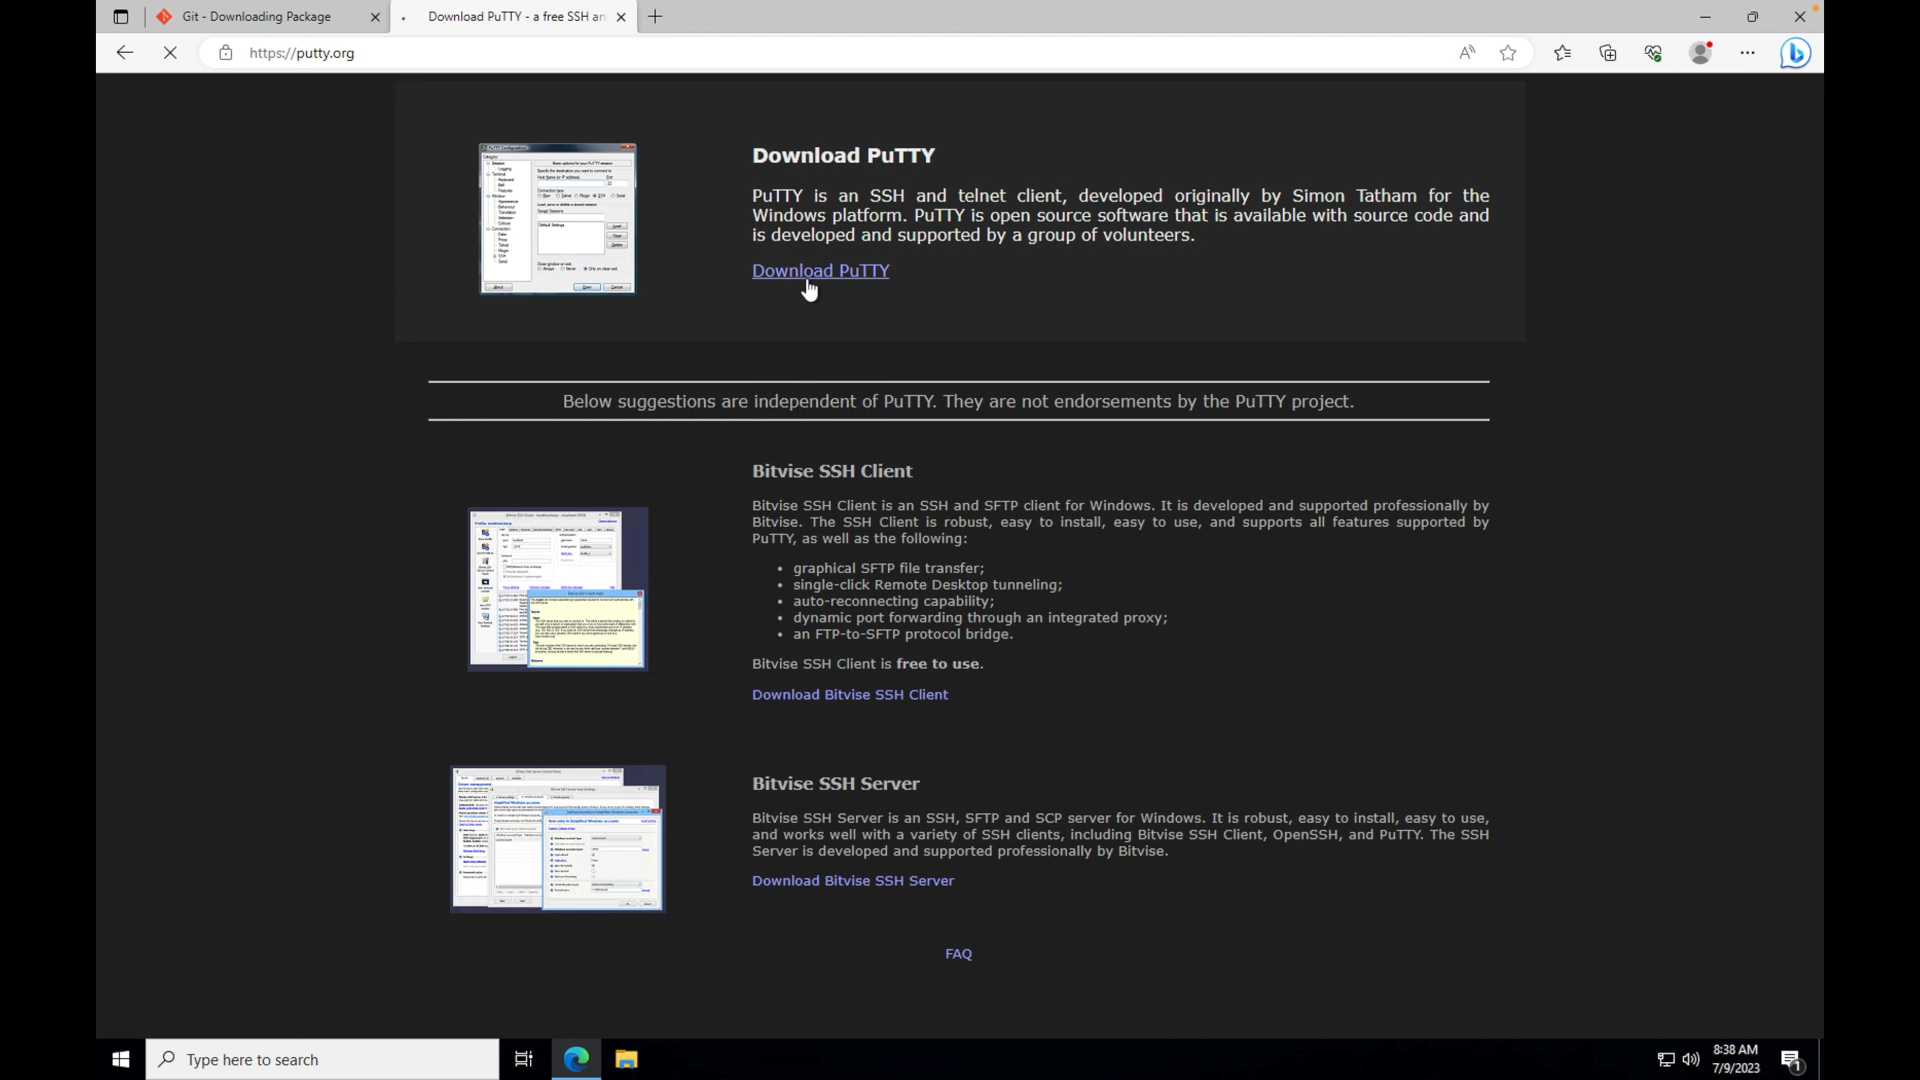 Git - Downloading Package
Download PuTTY - a free SSH an
https://putty.org
Download PuTTY
PuTTY is an SSH and telnet client, developed originally by Simon Tatham for the
Windows platform. PuTTY is open source software that is available with source code and
is developed and supported by a group of volunteers.
Download PuTTY
Below suggestions are independent of PuTTY. They are not endorsements by the PuTTY project.
Bitvise SSH Client
Bitvise SSH Client is an SSH and SFTP client for Windows. It is developed and supported professionally by
Bitvise. The SSH Client is robust, easy to install, easy to use, and supports all features supported by
PuTTY, as well as the following:
• graphical SFTP file transfer;
• single-click Remote Desktop tunneling;
• auto-reconnecting capability;
• dynamic port forwarding through an integrated proxy;
• an FTP-to-SFTP protocol bridge.
Bitvise SSH Client is free to use.
Download Bitvise SSH Client
Bitvise SSH Server
Bitvise SSH Server is an SSH, SFTP and SCP server for Windows. It is robust, easy to install, easy to use,
and works well with a variety of SSH clients, including Bitvise SSH Client, OpenSSH, and PuTTY. The SSH
Server is developed and supported professionally by Bitvise.
Download Bitvise SSH Server
FAQ
Type here to search
8:38 AM
7/9/2023
1